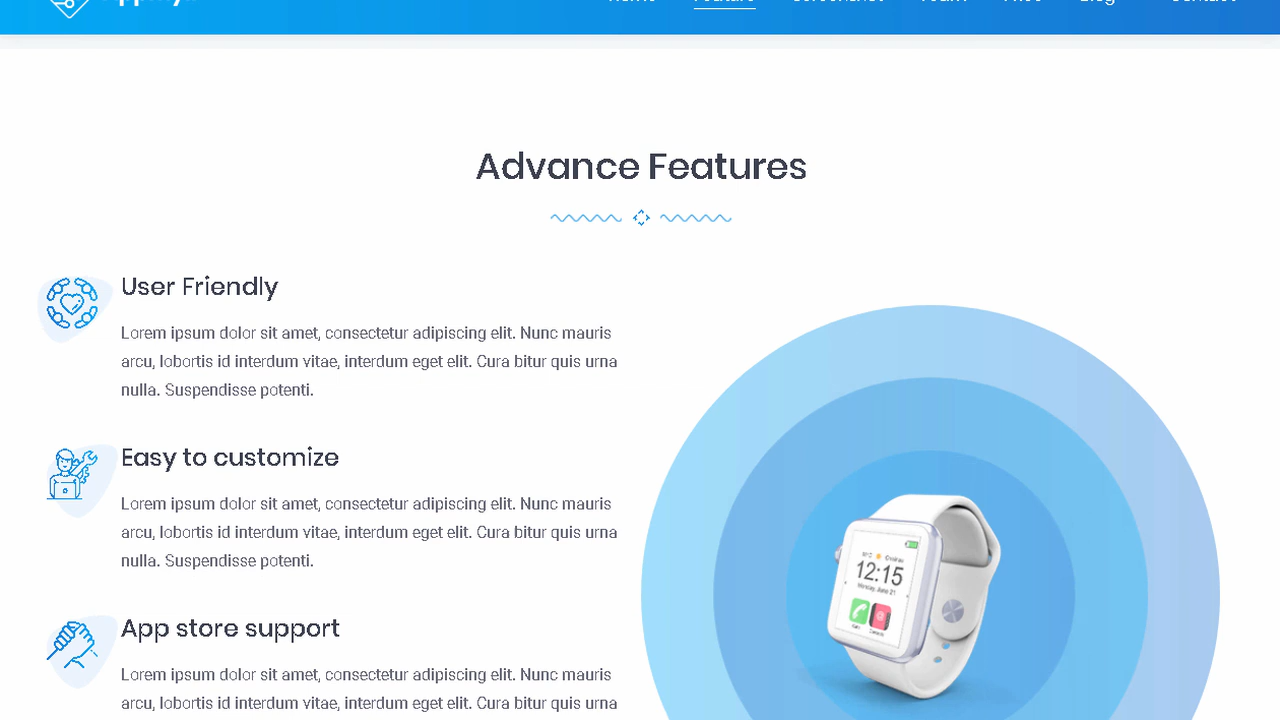 Advance Features
User Friendly
Lorem ipsum dolor sit amet, consectetur adipiscing elit. Nunc mauris
arcu, lobortis id interdum vitae, interdum eget elit. Cura bitur quis urna
nulla. Suspendisse potenti.
Easy to customize
Lorem ipsum dolor sit amet, consectetur adipiscing elit. Nunc mauris
arcu, lobortis id interdum vitae, interdum eget elit. Cura bitur quis urna
nulla. Suspendisse potenti.
App store support
Lorem ipsum dolor sit amet, consectetur adipiscing elit. Nunc mauris
arcu, lobortis id interdum vitae, interdum eget elit. Cura bitur quis urna
12:15
Monday, June 21